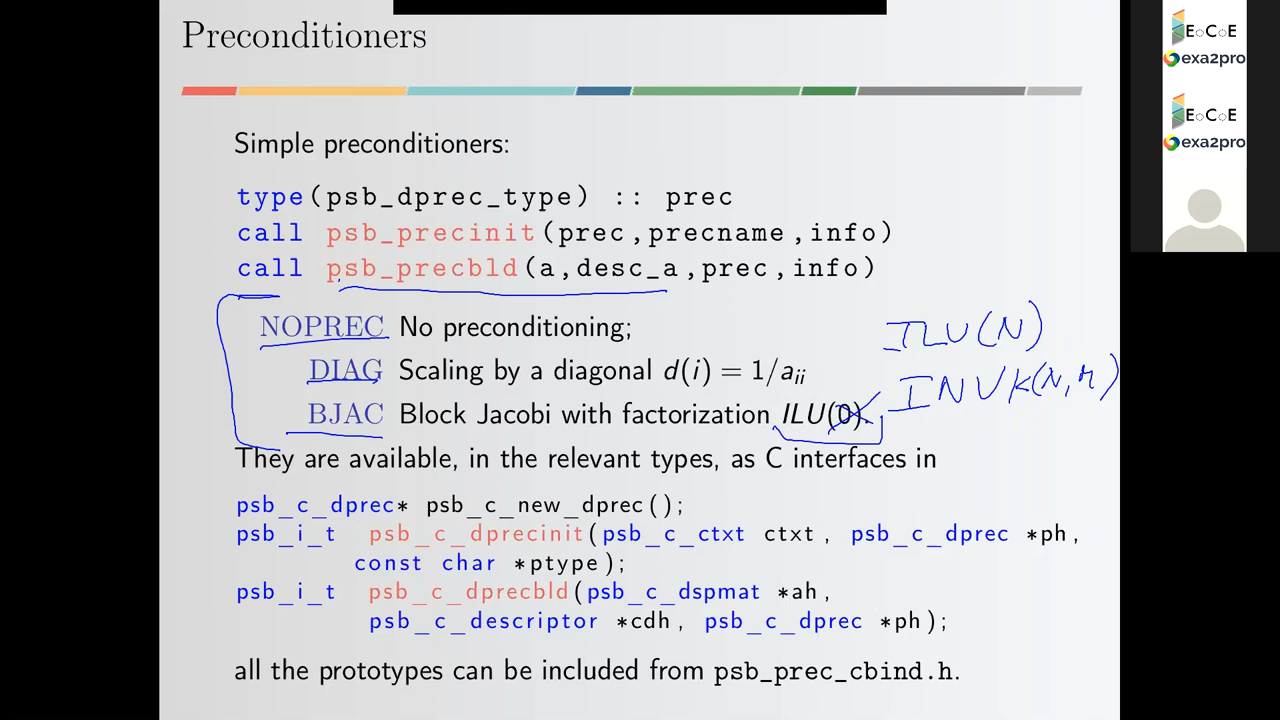 Preconditioners
Simple preconditioners:
type(psb_dprec_type) :: prec
call psb_precinit(prec,precname,info)
call psb_precbld(a,desc_a,prec,info)
NOPREC No preconditioning;
DIAG Scaling by a diagonal d(i) = 1/a_ii
BJAC Block Jacobi with factorization ILU(0).
ILU(N)
INVK(N,M)
They are available, in the relevant types, as C interfaces in
psb_c_dprec* psb_c_new_dprec();
psb_i_t psb_c_dprecinit(psb_c_ctxt ctxt, psb_c_dprec *ph,
const char *ptype);
psb_i_t psb_c_dprecbld(psb_c_dspmat *ah,
psb_c_descriptor *cdh, psb_c_dprec *ph);
all the prototypes can be included from psb_prec_cbind.h.
EoCoE
exa2pro
EoCoE
exa2pro